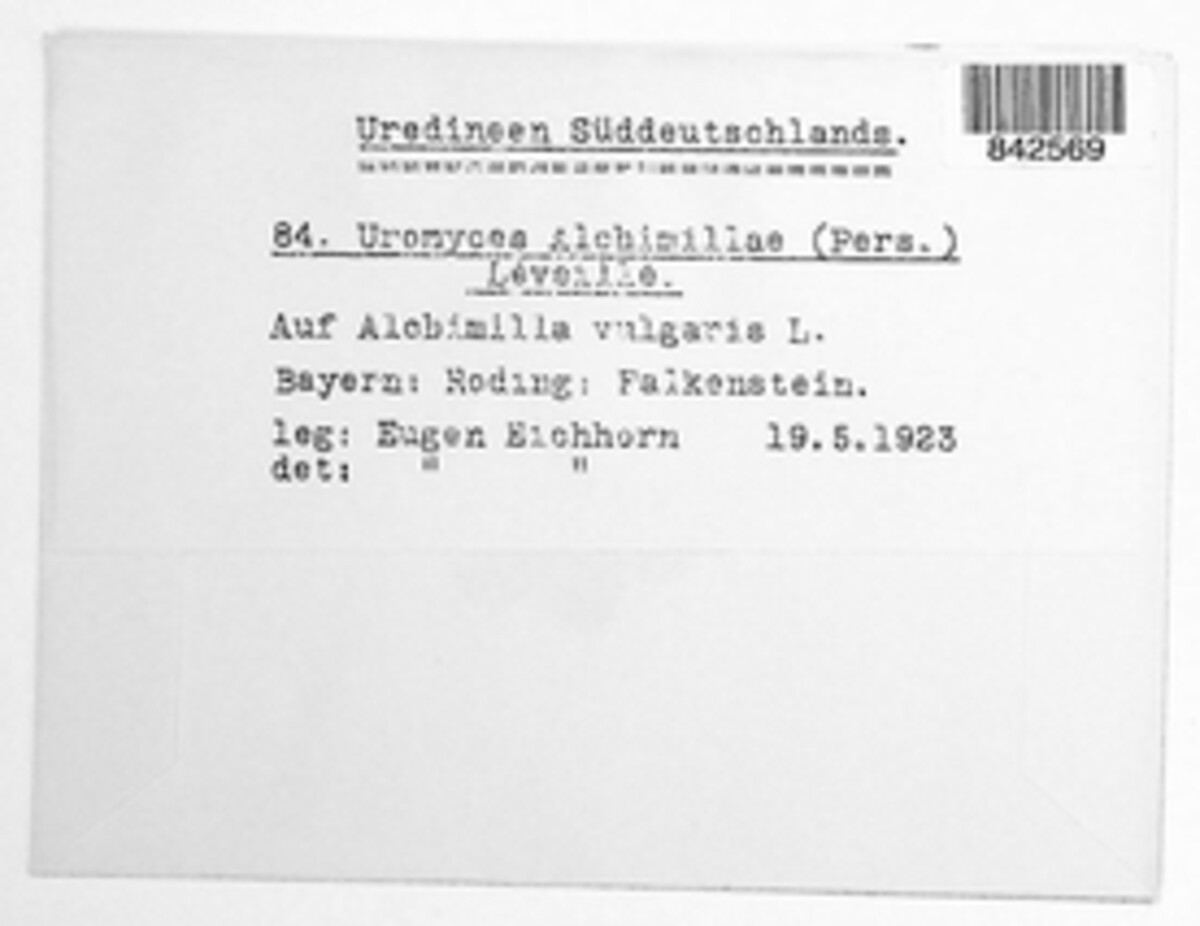 Uredineen Süddeutschlands.
842569
84. Uromyces Alchimillae (Pers.)
Léveillé.
Auf Alchimilla vulgaris L.
Bayern: Roding: Falkenstein.
leg: Eugen Eichhorn 19.5.1923
det: " "